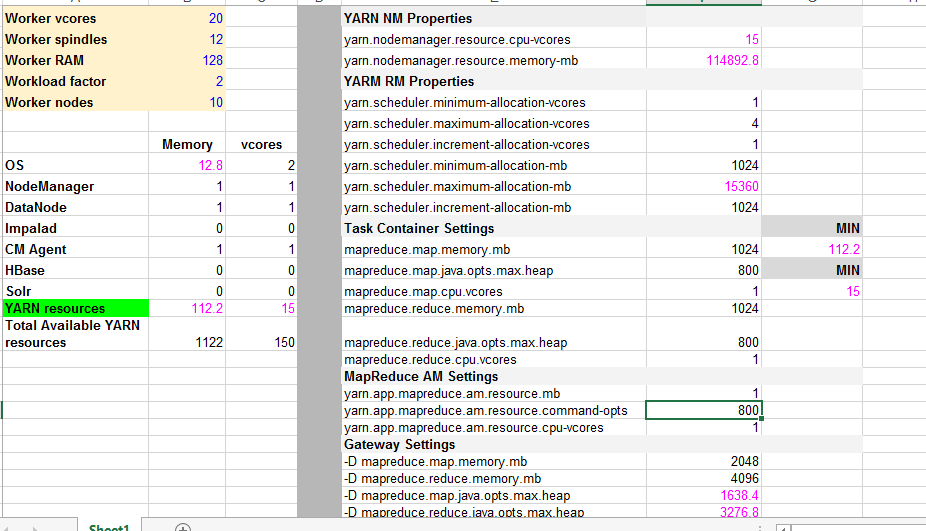 Worker vcores 20
Worker spindles 12
Worker RAM 128
Workload factor 2
Worker nodes 10
Memory vcores
OS 12.8 2
NodeManager 1 1
DataNode 1 1
Impalad 0 0
CM Agent 1 1
HBase 0 0
Solr 0 0
YARN resources 112.2 15
Total Available YARN
resources 1122 150
YARN NM Properties
yarn.nodemanager.resource.cpu-vcores 15
yarn.nodemanager.resource.memory-mb 114892.8
YARM RM Properties
yarn.scheduler.minimum-allocation-vcores 1
yarn.scheduler.maximum-allocation-vcores 4
yarn.scheduler.increment-allocation-vcores 1
yarn.scheduler.minimum-allocation-mb 1024
yarn.scheduler.maximum-allocation-mb 15360
yarn.scheduler.increment-allocation-mb 1024
Task Container Settings MIN
mapreduce.map.memory.mb 1024 112.2
mapreduce.map.java.opts.max.heap 800 MIN
mapreduce.map.cpu.vcores 1 15
mapreduce.reduce.memory.mb 1024
mapreduce.reduce.java.opts.max.heap 800
mapreduce.reduce.cpu.vcores 1
MapReduce AM Settings
yarn.app.mapreduce.am.resource.mb 1
yarn.app.mapreduce.am.resource.command-opts 800
yarn.app.mapreduce.am.resource.cpu-vcores 1
Gateway Settings
-D mapreduce.map.memory.mb 2048
-D mapreduce.reduce.memory.mb 4096
-D mapreduce.map.java.opts.max.heap 1638.4
-D mapreduce.reduce.java.opts.max.heap 3276.8
Sheet1